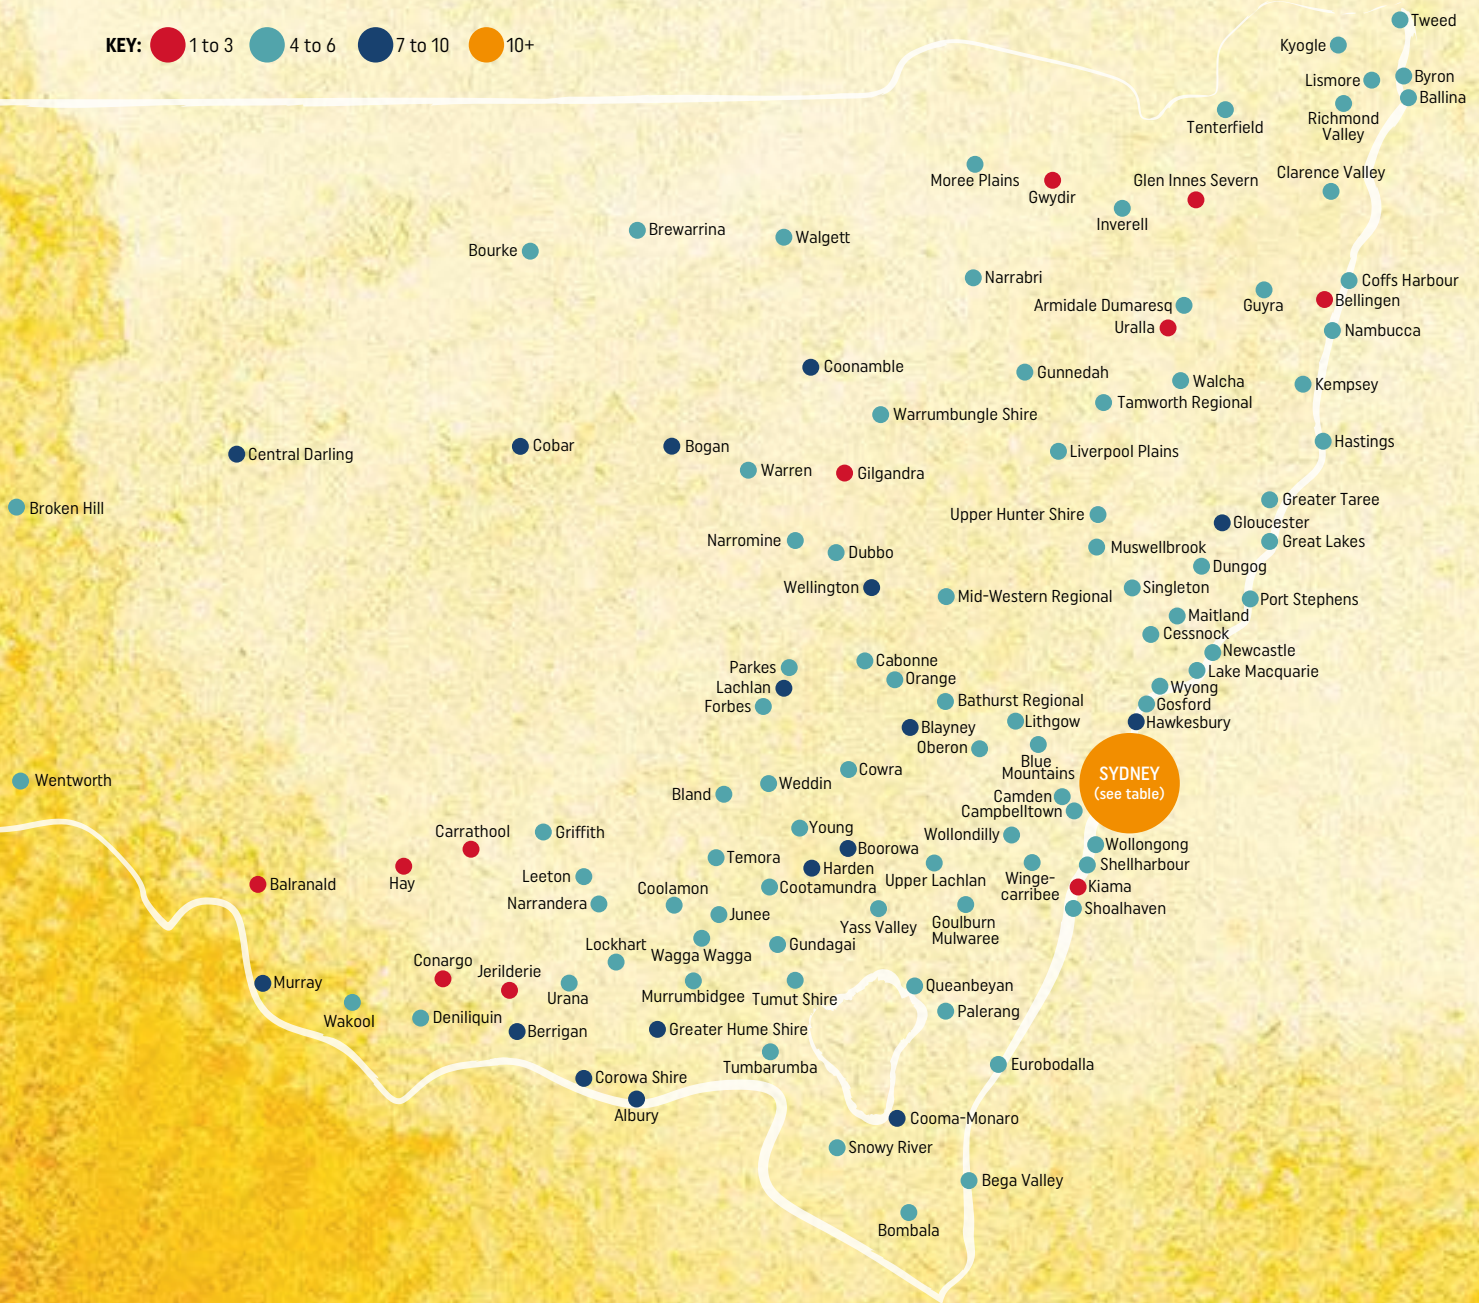 KEY: 1 to 3 4 to 6 7 to 10 10+
Tweed
Kyogle
Lismore
Byron
Ballina
Richmond
Valley
Tenterfield
Moree Plains
Gwydir
Glen Innes Severn
Clarence Valley
Inverell
Brewarrina
Bourke
Walgett
Narrabri
Coffs Harbour
Armidale Dumaresq
Guyra
Bellingen
Uralla
Nambucca
Coonamble
Gunnedah
Walcha
Kempsey
Tamworth Regional
Warrumbungle Shire
Central Darling
Cobar
Bogan
Hastings
Liverpool Plains
Warren
Gilgandra
Greater Taree
Broken Hill
Upper Hunter Shire
Gloucester
Narromine
Dubbo
Muswellbrook
Great Lakes
Dungog
Wellington
Mid-Western Regional
Singleton
Port Stephens
Maitland
Cessnock
Newcastle
Parkes
Cabonne
Lake Macquarie
Lachlan
Orange
Wyong
Forbes
Bathurst Regional
Gosford
Blayney
Lithgow
Hawkesbury
Oberon
Blue
Mountains
SYDNEY
(see table)
Wentworth
Cowra
Weddin
Bland
Camden
Campbelltown
Carrathool
Griffith
Young
Wollondilly
Wollongong
Boorowa
Temora
Harden
Shellharbour
Balranald
Hay
Leeton
Coolamon
Cootamundra
Upper Lachlan
Winge-
carribee
Kiama
Narrandera
Junee
Yass Valley
Goulburn
Mulwaree
Shoalhaven
Lockhart
Wagga Wagga
Gundagai
Conargo
Jerilderie
Murray
Urana
Murrumbidgee
Tumut Shire
Queanbeyan
Wakool
Deniliquin
Palerang
Berrigan
Greater Hume Shire
Tumbarumba
Eurobodalla
Corowa Shire
Albury
Cooma-Monaro
Snowy River
Bega Valley
Bombala